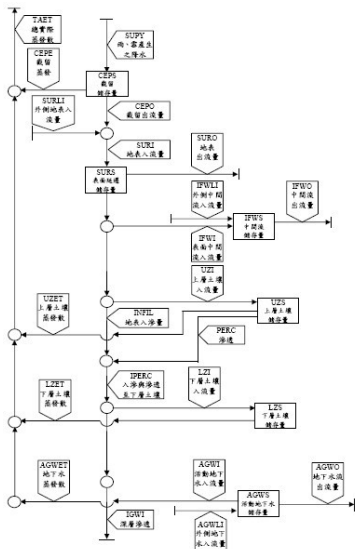 TAET
總實際
蒸發散
SUPY
雨、雪產生
之降水
CEPE
截留
蒸發
CEPS
截留
儲存量
SURLI
外側地表入
流量
CEPO
截留出流量
SURI
地表入流量
SURO
地表
出流量
SURS
表面遲滯
儲存量
IFWLI
外側中間
流入流量
IFWS
中間流
儲存量
IFWO
中間流
出流量
IFWI
表面中間
流入流量
UZI
上層土壤
入流量
UZET
上層土壤
蒸發散
INFIL
地表入滲量
UZS
上層土壤
儲存量
PERC
滲透
LZET
下層土壤
蒸發散
IPERC
入滲與滲透
至下層土壤
LZI
下層土壤
入流量
LZS
下層土壤
儲存量
AGWET
地下水
蒸發散
AGWI
活動地下
水入流量
AGWS
活動地下水
儲存量
AGWO
地下水流
出流量
IGWI
深層滲透
AGWLI
外側地下
水入流量